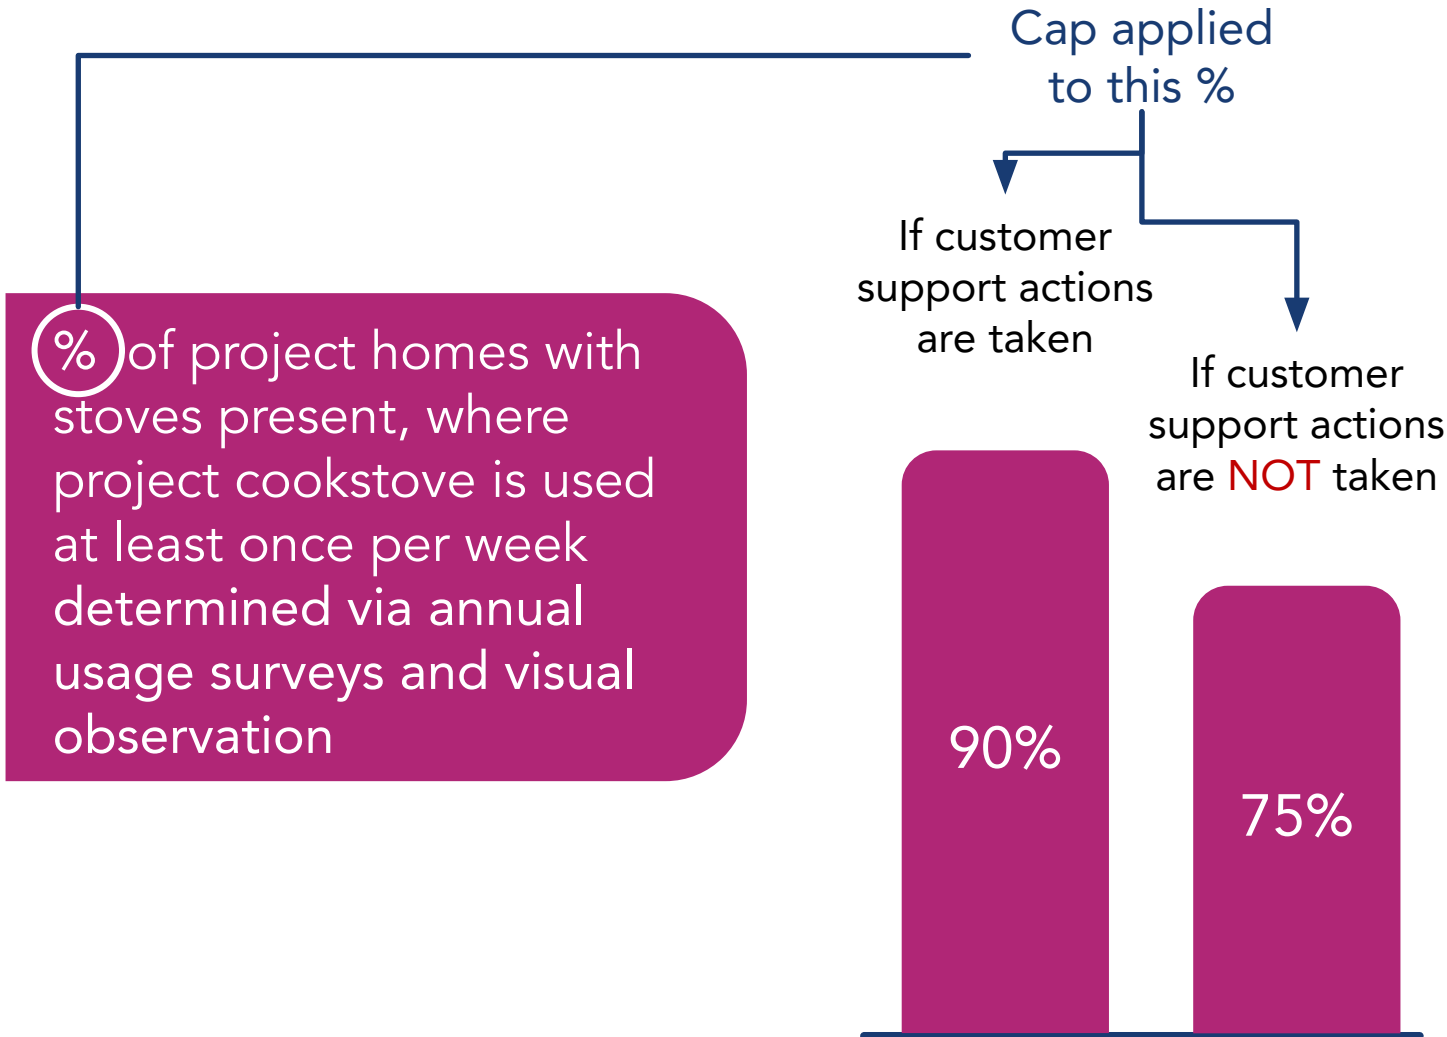 Cap applied
to this %
If customer
support actions
are taken
If customer
support actions
are NOT taken
% of project homes with
stoves present, where
project cookstove is used
at least once per week
determined via annual
usage surveys and visual
observation
90%
75%